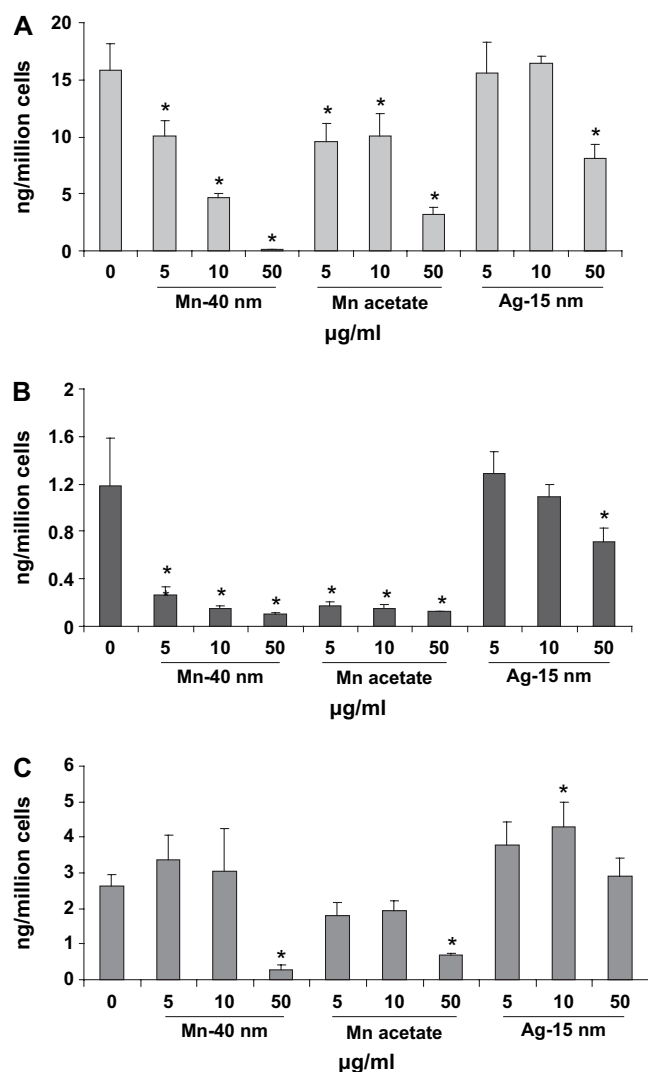 A
ng/million cells
20
15
10
5
0
* * * * * * *
0 5 10 50 5 10 50 5 10 50
Mn-40 nm Mn acetate Ag-15 nm
µg/ml
B
ng/million cells
2
1.6
1.2
0.8
0.4
0
* * * * * * *
0 5 10 50 5 10 50 5 10 50
Mn-40 nm Mn acetate Ag-15 nm
µg/ml
C
ng/million cells
6
5
4
3
2
1
0
* * *
0 5 10 50 5 10 50 5 10 50
Mn-40 nm Mn acetate Ag-15 nm
µg/ml